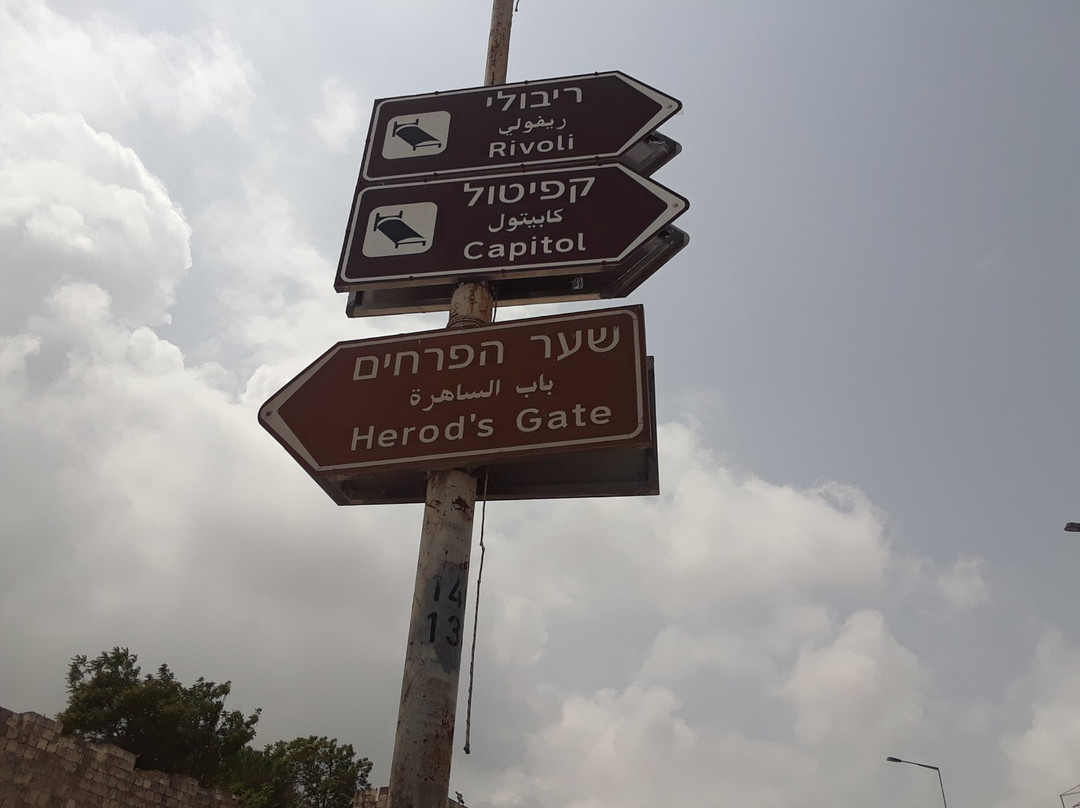 ריבולי
ريفولي
Rivoli
קפיטול
كابيتول
Capitol
שער הפרחים
باب الساهرة
Herod's Gate
14
13